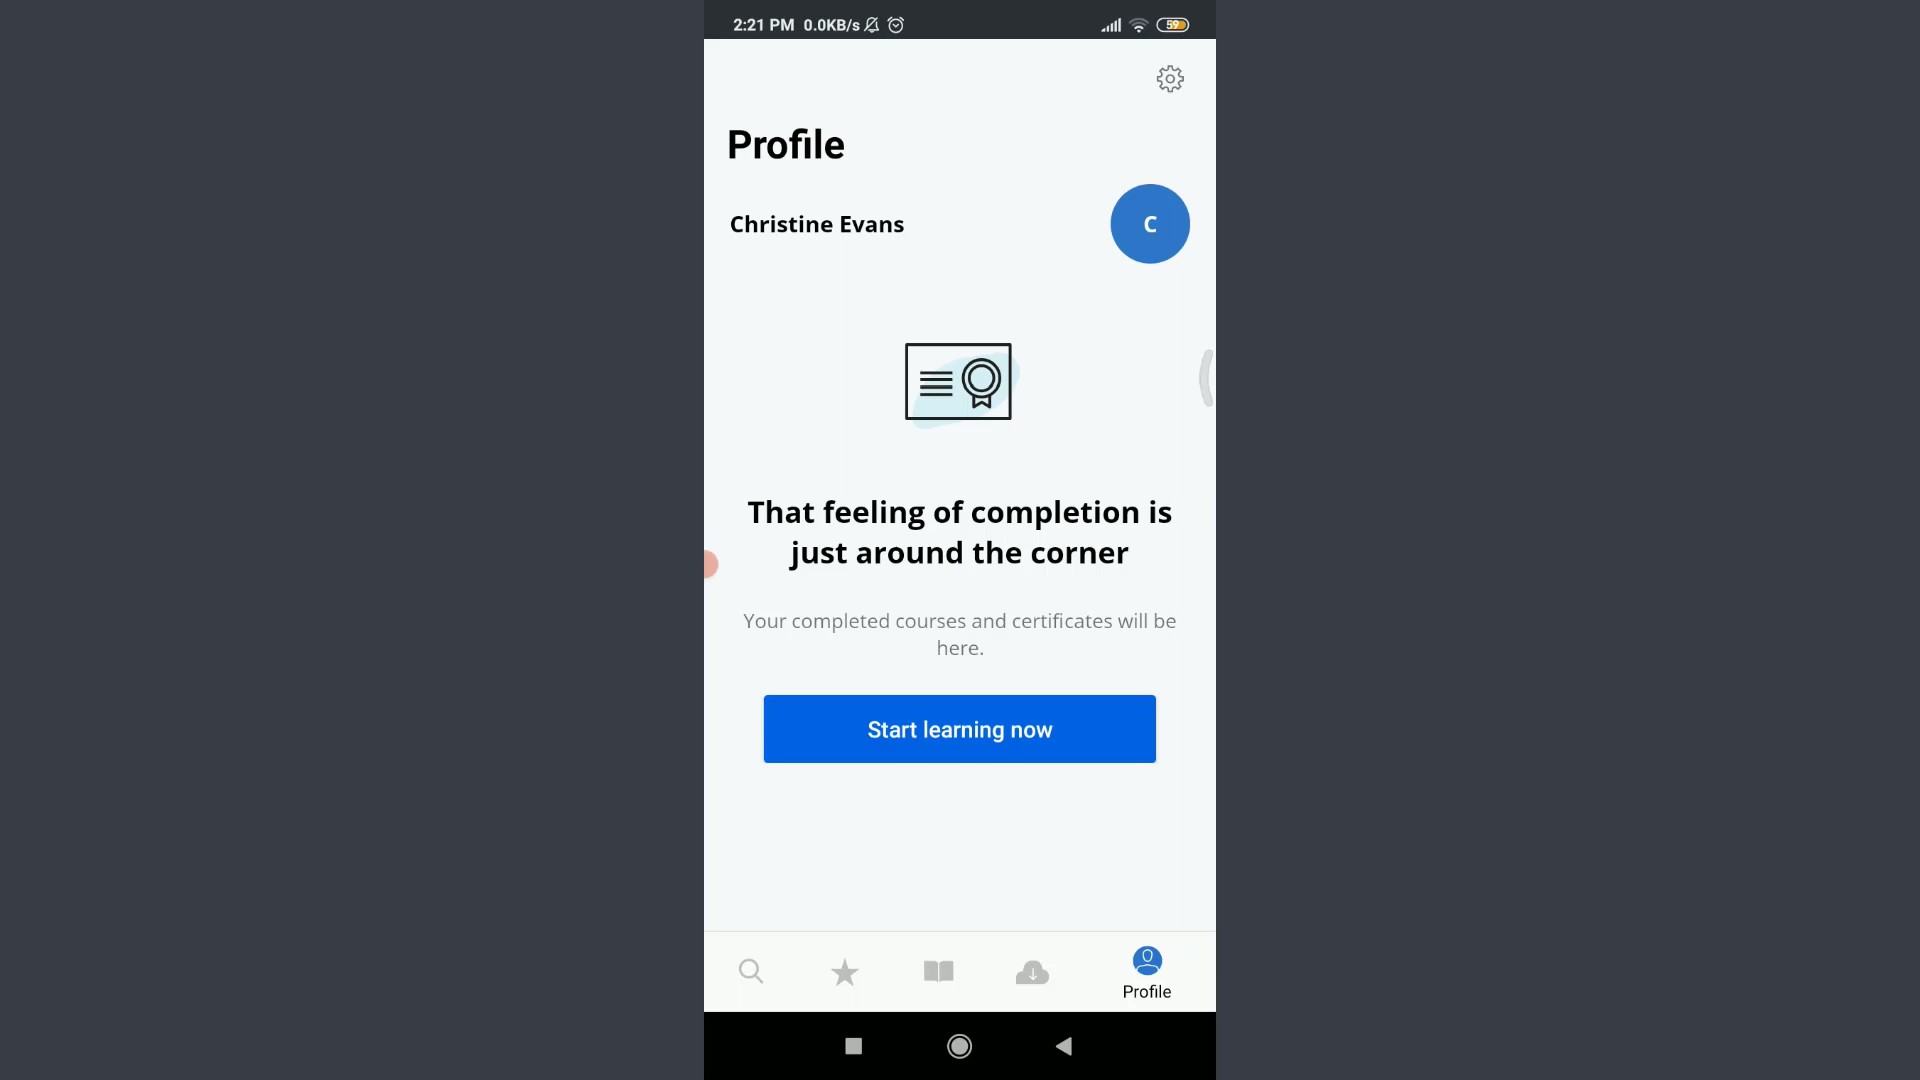 2:21 PM 0.0KB/s 59
Profile
Christine Evans
C
That feeling of completion is
just around the corner
Your completed courses and certificates will be
here.
Start learning now
Profile